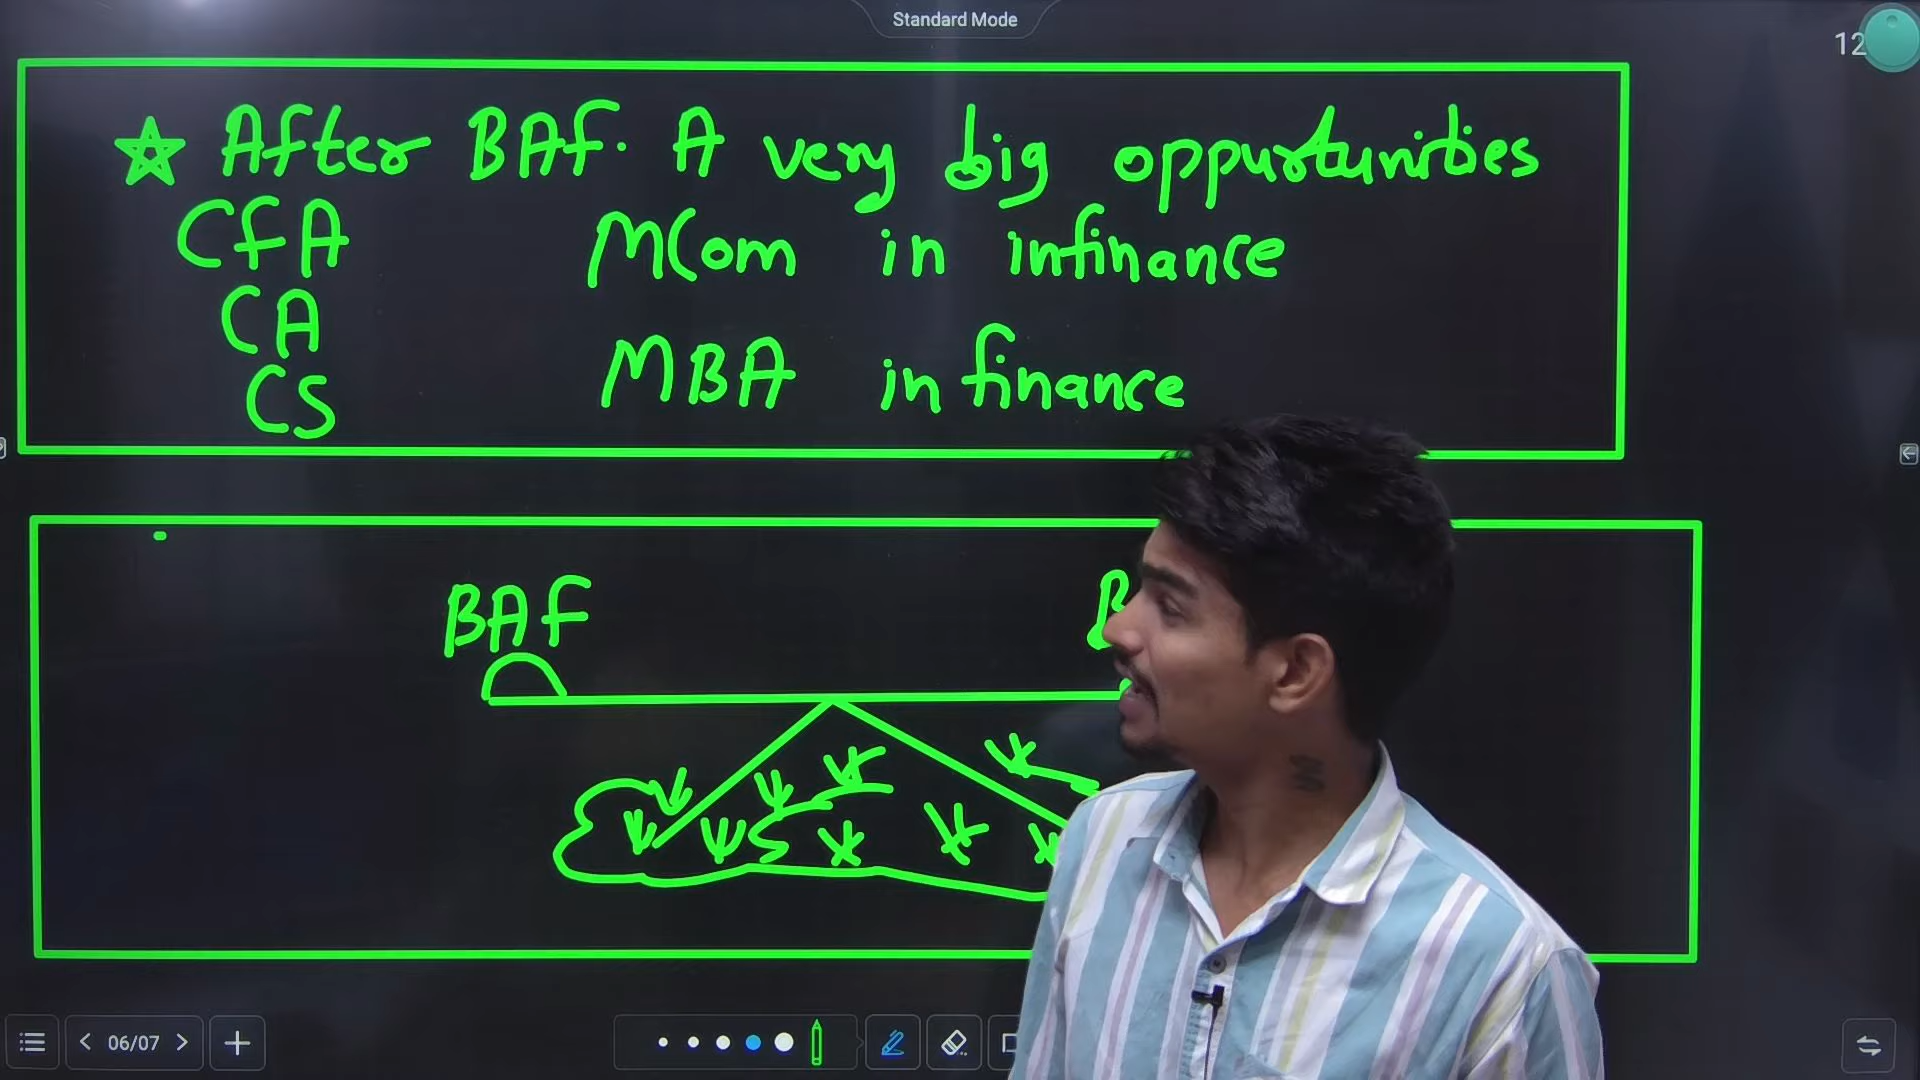 Standard Mode
12
☆ After BAF. A very big oppurtunities
CFA MCom in infinance
CA
MBA in finance
CS
BAF B
06/07